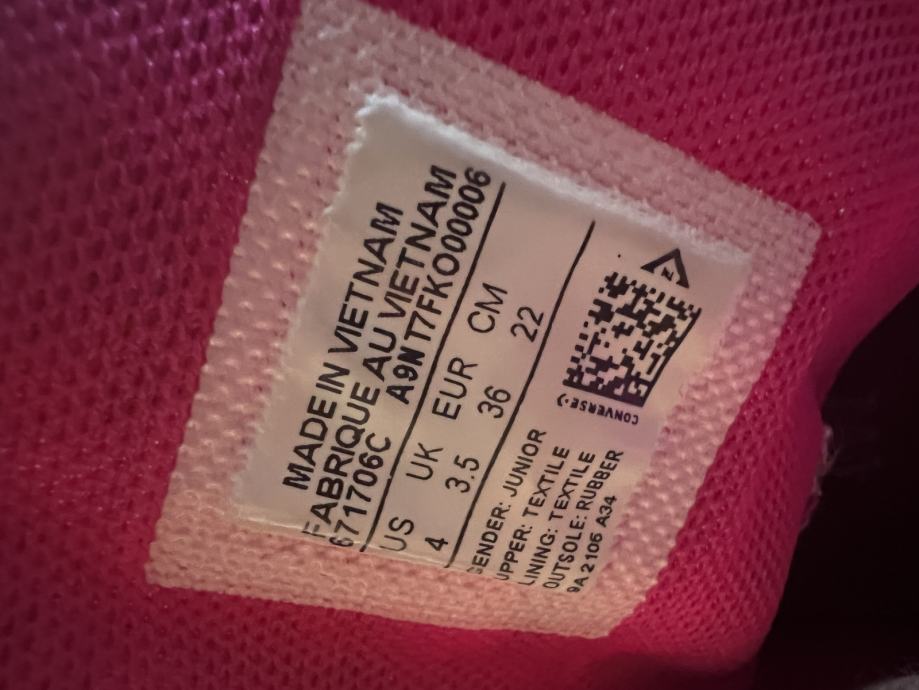 MADE IN VIETNAM
FABRIQUE AU VIETNAM
671706C A9NT7FKO00006
US UK EUR CM
4 3.5 36 22
GENDER: JUNIOR
UPPER: TEXTILE
LINING: TEXTILE
OUTSOLE: RUBBER
9A 2106 A34
CONVERSE
N